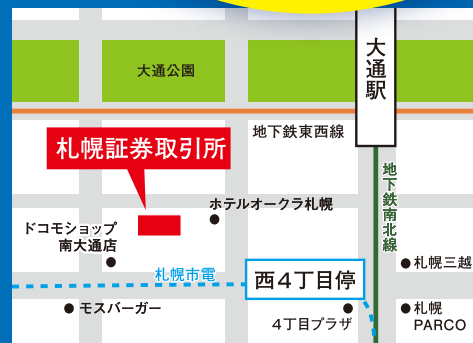 大通公園
大通駅
地下鉄東西線
札幌証券取引所
地下鉄南北線
ホテルオークラ札幌
ドコモショップ
南大通店
札幌市電
西4丁目停
札幌三越
モスバーガー
4丁目プラザ
札幌
PARCO